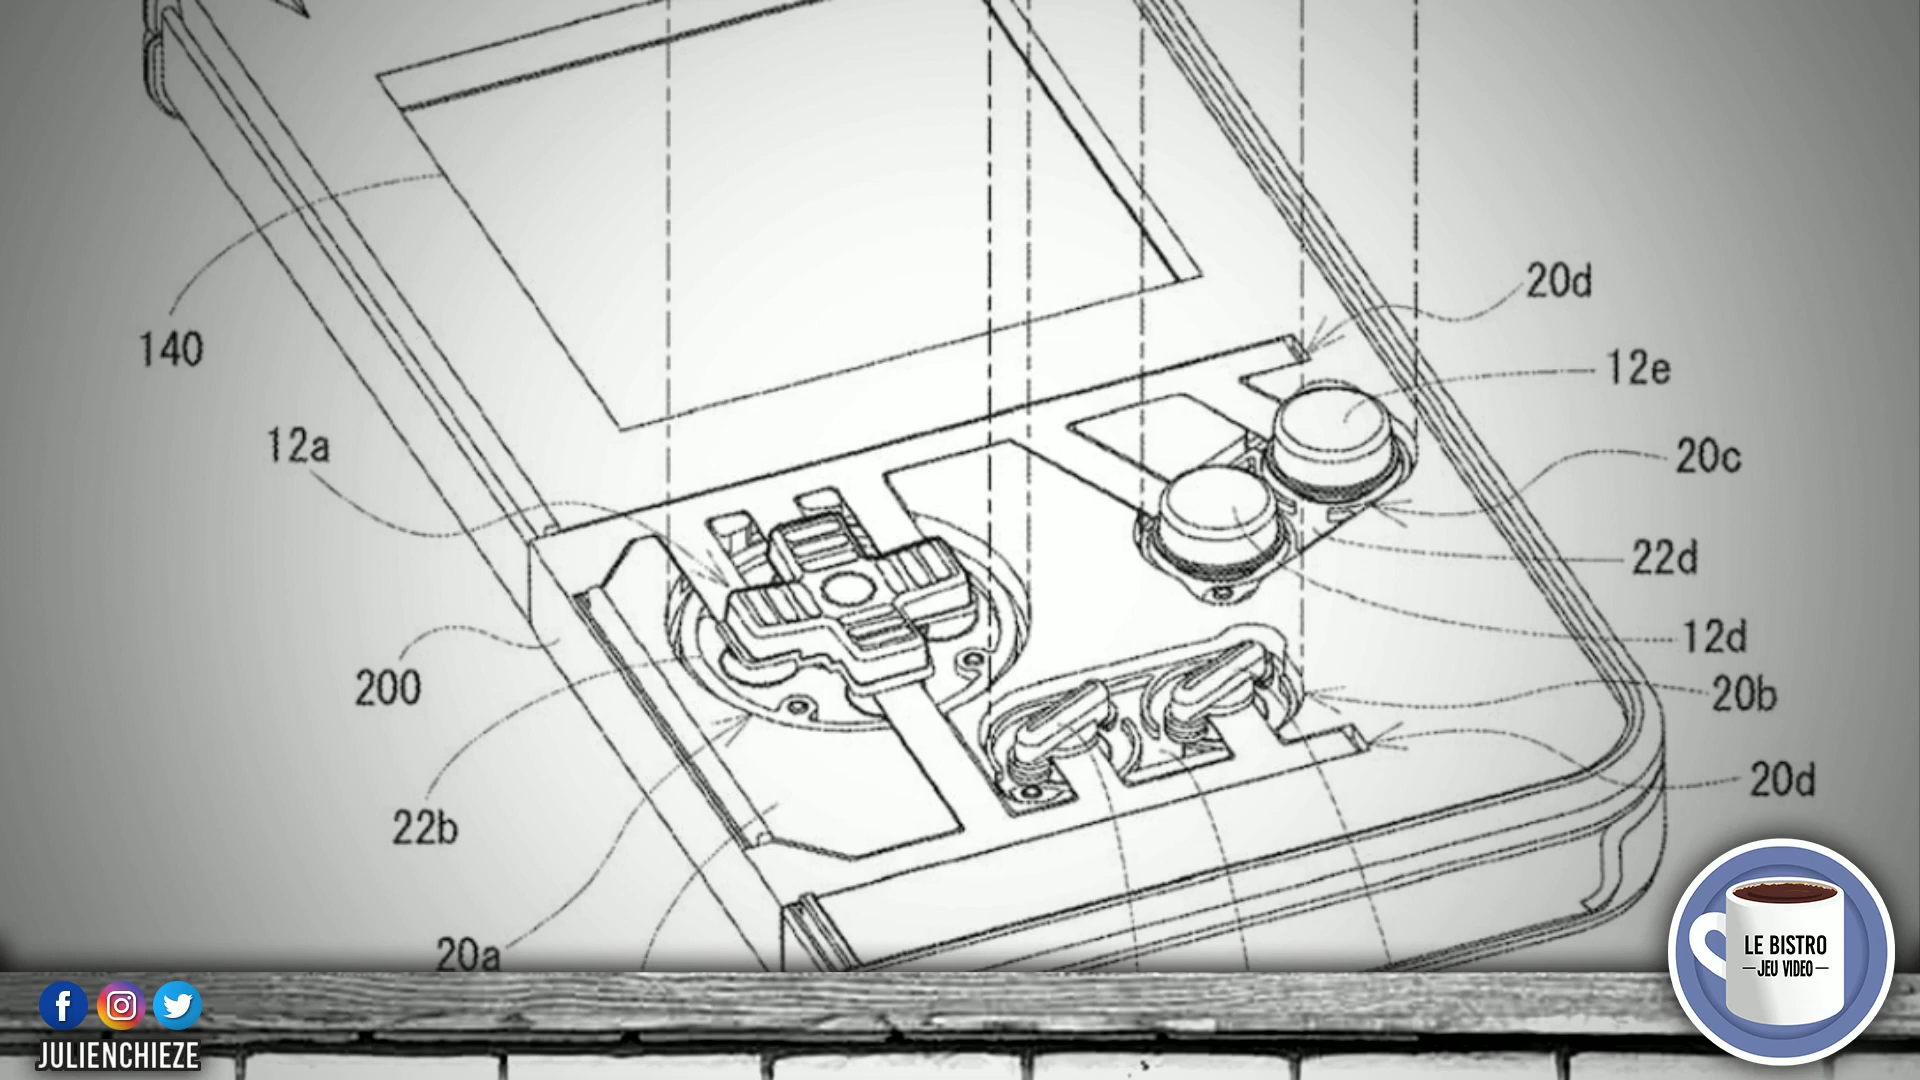 20d
140
12e
12a
20c
22d
12d
200
20b
20d
22b
20a
LE BISTRO
JEU VIDEO
JULIENCHIEZE